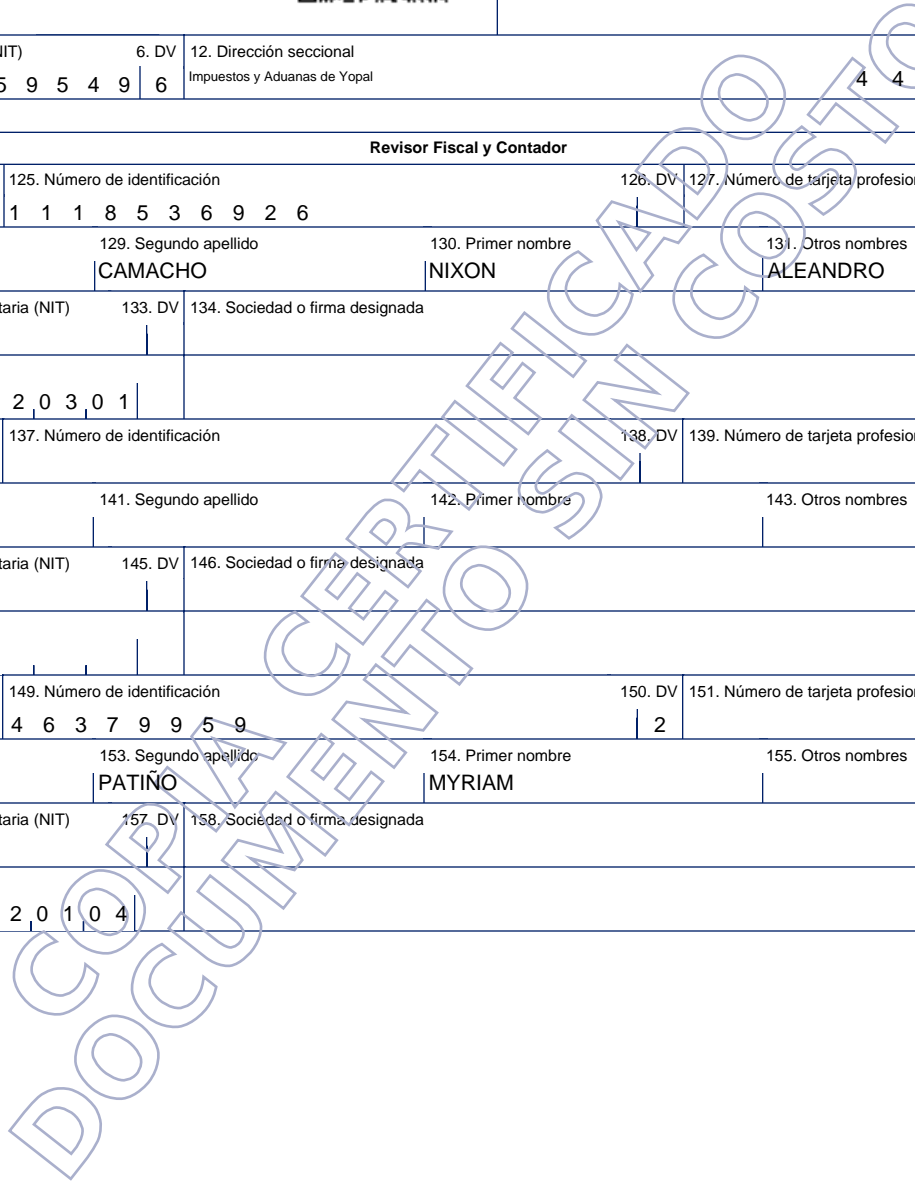 NIT) 6. DV 12. Dirección seccional
5 9 5 4 9 6 Impuestos y Aduanas de Yopal 4 4
Revisor Fiscal y Contador
125. Número de identificación 126. DV 127. Número de tarjeta profesion
1 1 1 8 5 3 6 9 2 6
129. Segundo apellido 130. Primer nombre 131. Otros nombres
CAMACHO NIXON ALEANDRO
taria (NIT) 133. DV 134. Sociedad o firma designada
2 0 3 0 1
137. Número de identificación 138. DV 139. Número de tarjeta profesion
141. Segundo apellido 142. Primer nombre 143. Otros nombres
taria (NIT) 145. DV 146. Sociedad o firma designada
149. Número de identificación 150. DV 151. Número de tarjeta profesion
4 6 3 7 9 9 5 9 2
153. Segundo apellido 154. Primer nombre 155. Otros nombres
PATIÑO MYRIAM
taria (NIT) 157. DV 158. Sociedad o firma designada
2 0 1 0 4
COPIA CERTIFICADO
DOCUMENTO SIN COSTO